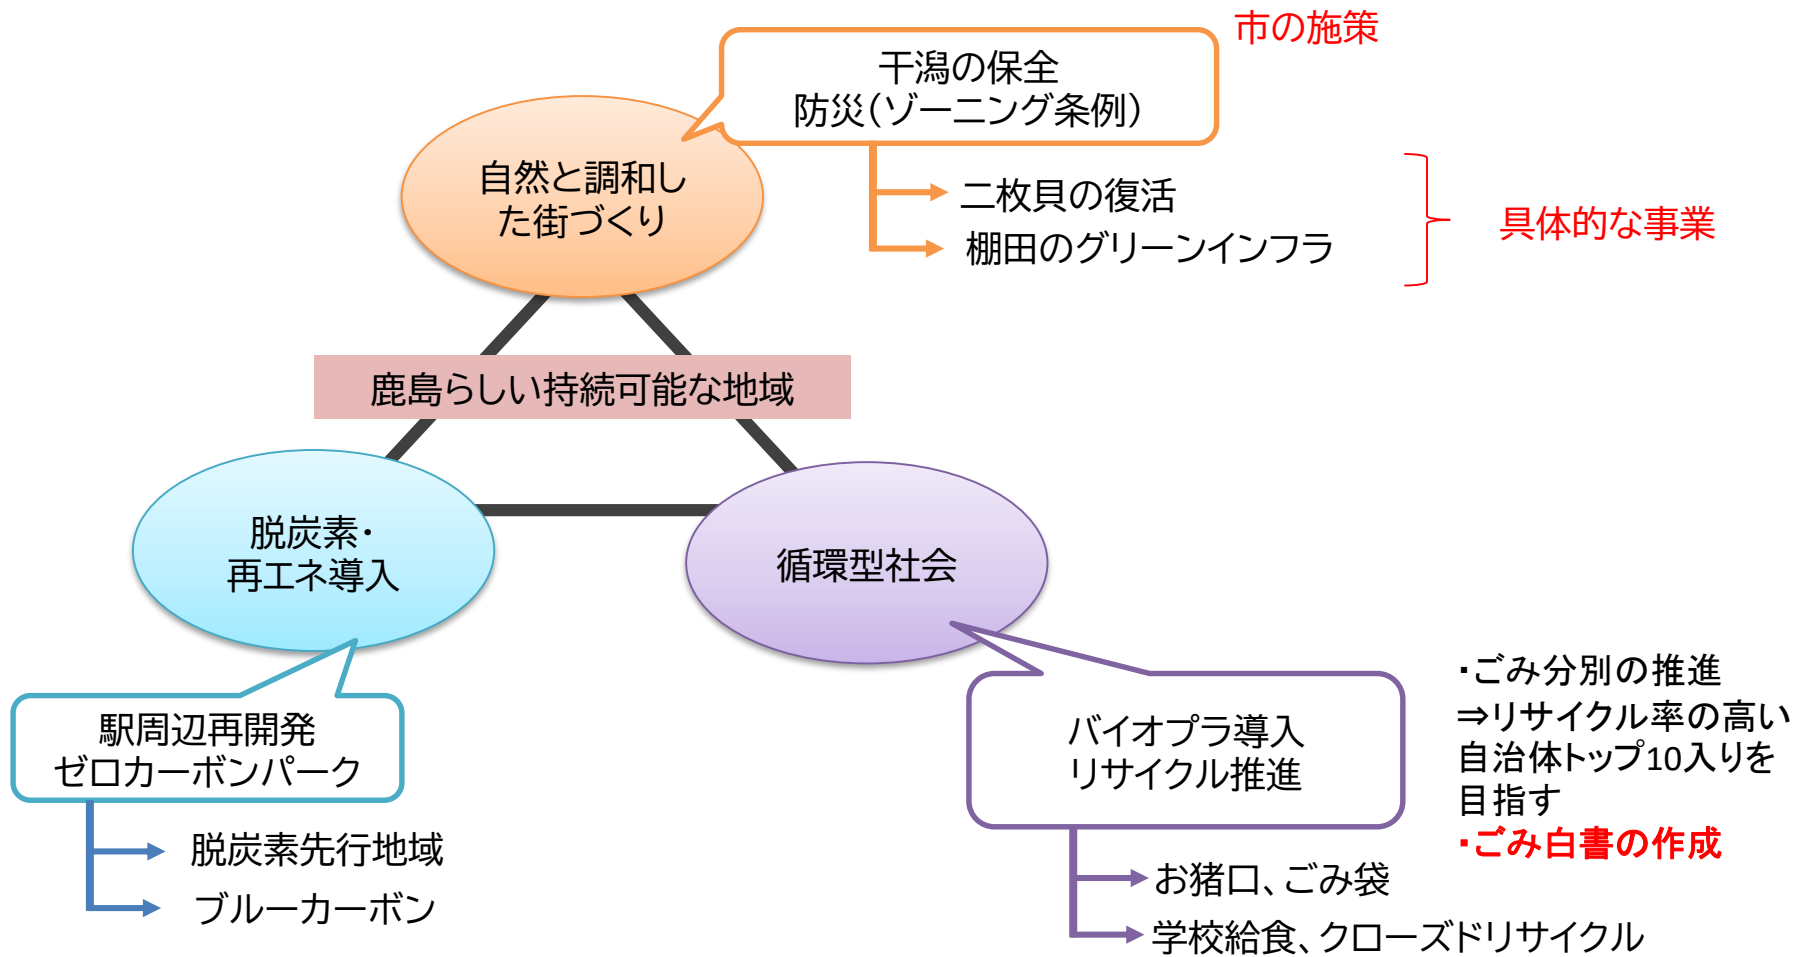 市の施策
干潟の保全
防災(ゾーニング条例)
自然と調和し
た街づくり
二枚貝の復活
棚田のグリーンインフラ
具体的な事業
鹿島らしい持続可能な地域
脱炭素・
再エネ導入
循環型社会
駅周辺再開発
ゼロカーボンパーク
脱炭素先行地域
ブルーカーボン
バイオプラ導入
リサイクル推進
お猪口、ごみ袋
学校給食、クローズドリサイクル
・ごみ分別の推進
⇒リサイクル率の高い
自治体トップ10入りを
目指す
・ごみ白書の作成